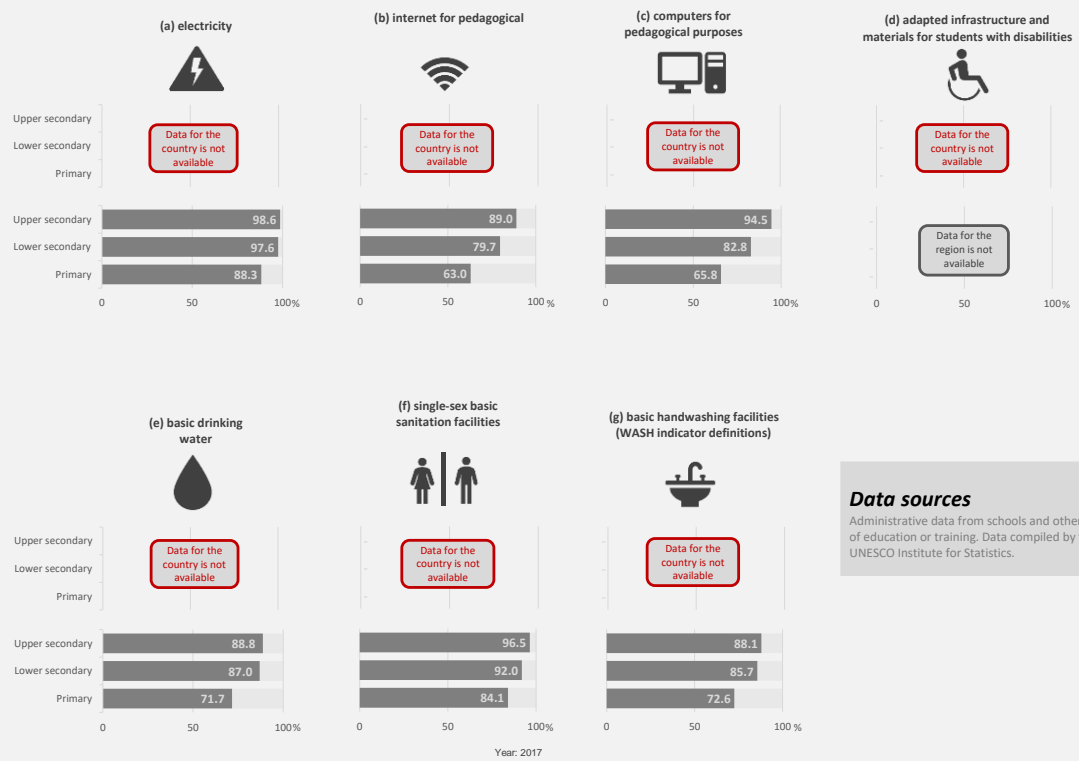 (a) electricity
(b) internet for pedagogical
(c) computers for
pedagogical purposes
(d) adapted infrastructure and
materials for students with disabilities
Upper secondary
Lower secondary
Primary
Data for the
country is not
available
Data for the
country is not
available
Data for the
country is not
available
Data for the
country is not
available
Upper secondary
Lower secondary
Primary
98.6
97.6
88.3
0 50 100%
89.0
79.7
63.0
0 50 100 %
94.5
82.8
65.8
0 50 100%
Data for the
region is not
available
0 50 100%
(e) basic drinking
water
(f) single-sex basic
sanitation facilities
(g) basic handwashing facilities
(WASH indicator definitions)
Upper secondary
Lower secondary
Primary
Data for the
country is not
available
Data for the
country is not
available
Data for the
country is not
available
Upper secondary
Lower secondary
Primary
88.8
87.0
71.7
0 50 100%
96.5
92.0
84.1
0 50 100 %
88.1
85.7
72.6
0 50 100%
Year: 2017
Data sources
Administrative data from schools and other
of education or training. Data compiled by
UNESCO Institute for Statistics.